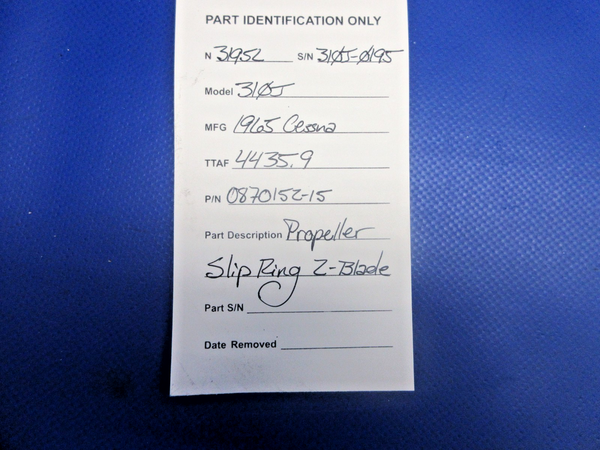 PART IDENTIFICATION ONLY
N 3195L S/N 310J-0195
Model 310J
MFG 1965 Cessna
TTAF 4435.9
P/N 0870152-15
Part Description Propeller
Slip Ring 2-Blade
Part S/N
Date Removed